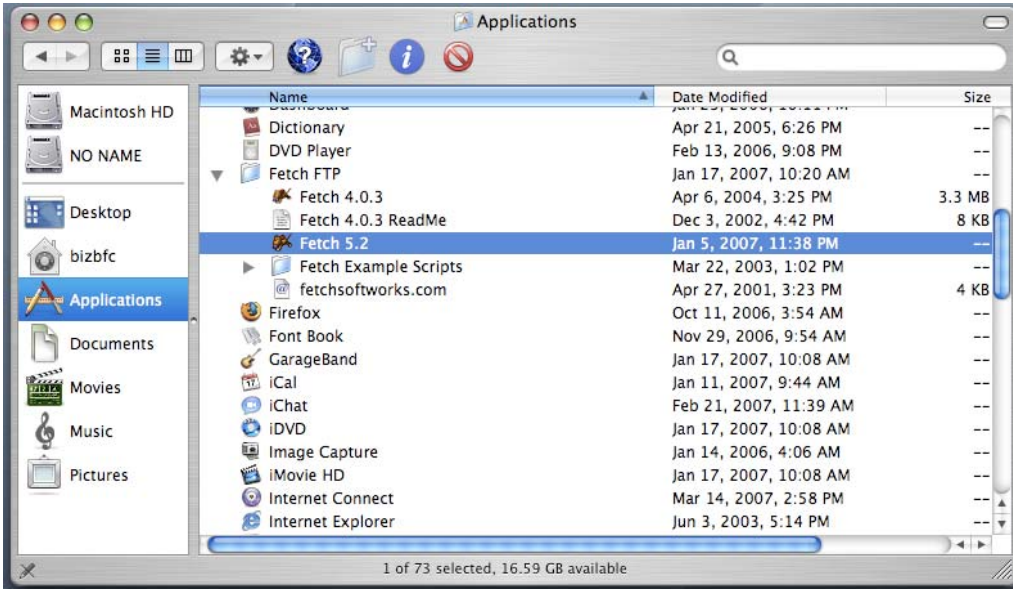 Applications
Name Date Modified Size
Macintosh HD
NO NAME
Desktop
bizbfc
Applications
Documents
Movies
Music
Pictures
Dashboard Jan 23, 2006, 10:11 PM
Dictionary Apr 21, 2005, 6:26 PM --
DVD Player Feb 13, 2006, 9:08 PM --
Fetch FTP Jan 17, 2007, 10:20 AM --
Fetch 4.0.3 Apr 6, 2004, 3:25 PM 3.3 MB
Fetch 4.0.3 ReadMe Dec 3, 2002, 4:42 PM 8 KB
Fetch 5.2 Jan 5, 2007, 11:38 PM --
Fetch Example Scripts Mar 22, 2003, 1:02 PM --
fetchsoftworks.com Apr 27, 2001, 3:23 PM 4 KB
Firefox Oct 11, 2006, 3:54 AM --
Font Book Nov 29, 2006, 9:54 AM --
GarageBand Jan 17, 2007, 10:08 AM --
iCal Jan 11, 2007, 9:44 AM --
iChat Feb 21, 2007, 11:39 AM --
iDVD Jan 17, 2007, 10:08 AM --
Image Capture Jan 14, 2006, 4:06 AM --
iMovie HD Jan 17, 2007, 10:08 AM --
Internet Connect Mar 14, 2007, 2:58 PM --
Internet Explorer Jun 3, 2003, 5:14 PM --
1 of 73 selected, 16.59 GB available